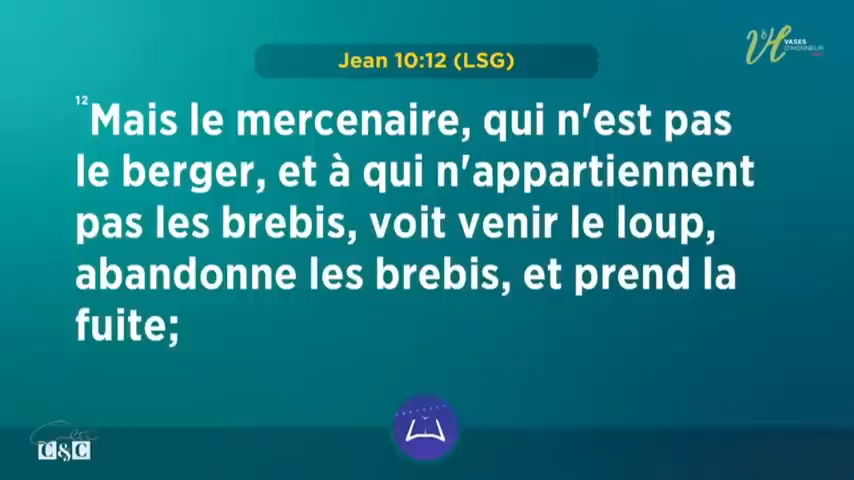 Jean 10:12 (LSG)
VASES
D'HONNEUR
12 Mais le mercenaire, qui n'est pas
le berger, et à qui n'appartiennent
pas les brebis, voit venir le loup,
abandonne les brebis, et prend la
fuite;
C&C